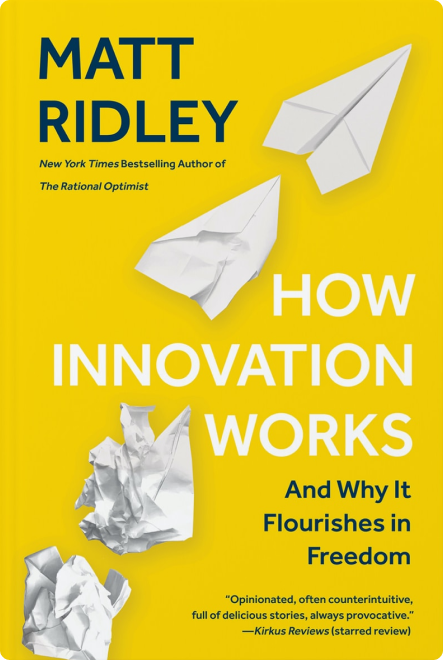 MATT
RIDLEY
New York Times Bestselling Author of
The Rational Optimist
HOW
INNOVATION
WORKS
And Why It
Flourishes in
Freedom
“Opinionated, often counterintuitive,
full of delicious stories, always provocative.”
—Kirkus Reviews (starred review)